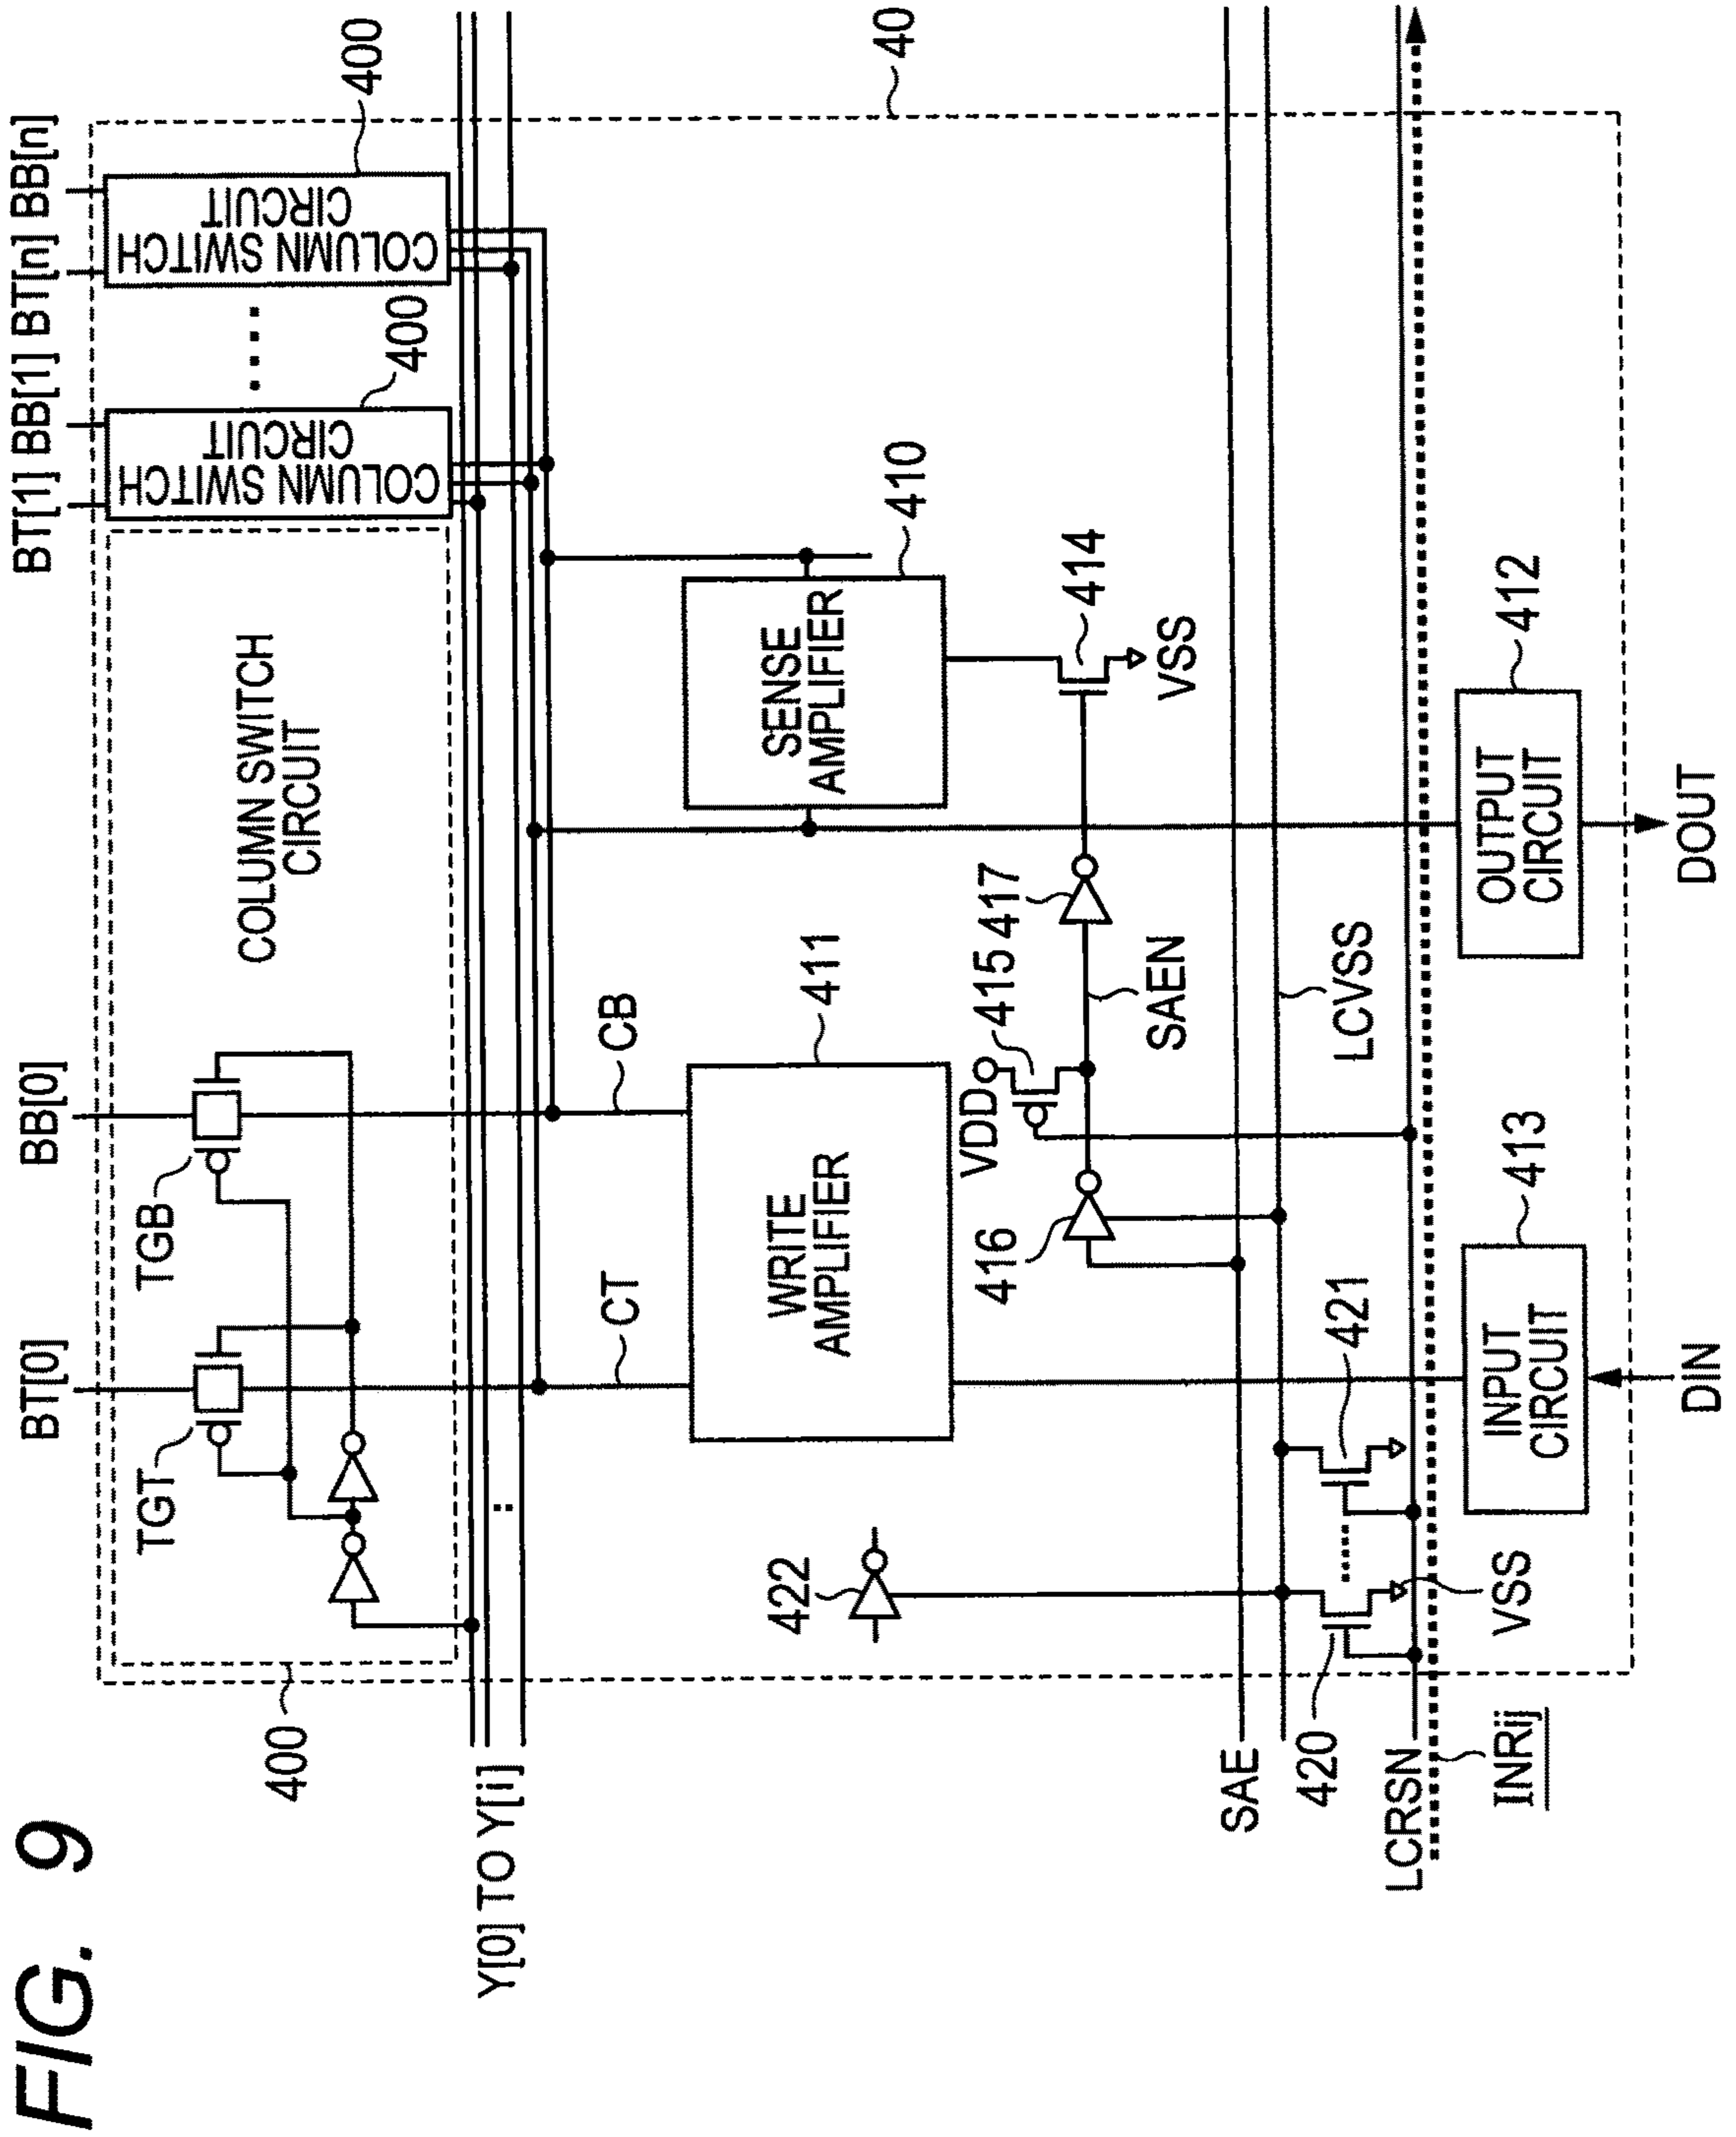 FIG. 9
BT[0]
BB[0]
BT[1]
BB[1]
BT[n]
BB[n]
TGT
TGB
COLUMN SWITCH
CIRCUIT
COLUMN SWITCH
CIRCUIT
COLUMN SWITCH
CIRCUIT
400
400
400
Y[0] TO Y[i]
40
CT
CB
WRITE
AMPLIFIER
411
SENSE
AMPLIFIER
410
422
416
VDD
415
417
SAEN
414
VSS
SAE
LCVSS
420
421
VSS
LCRSN
INRij
INPUT
CIRCUIT
413
OUTPUT
CIRCUIT
412
DIN
DOUT